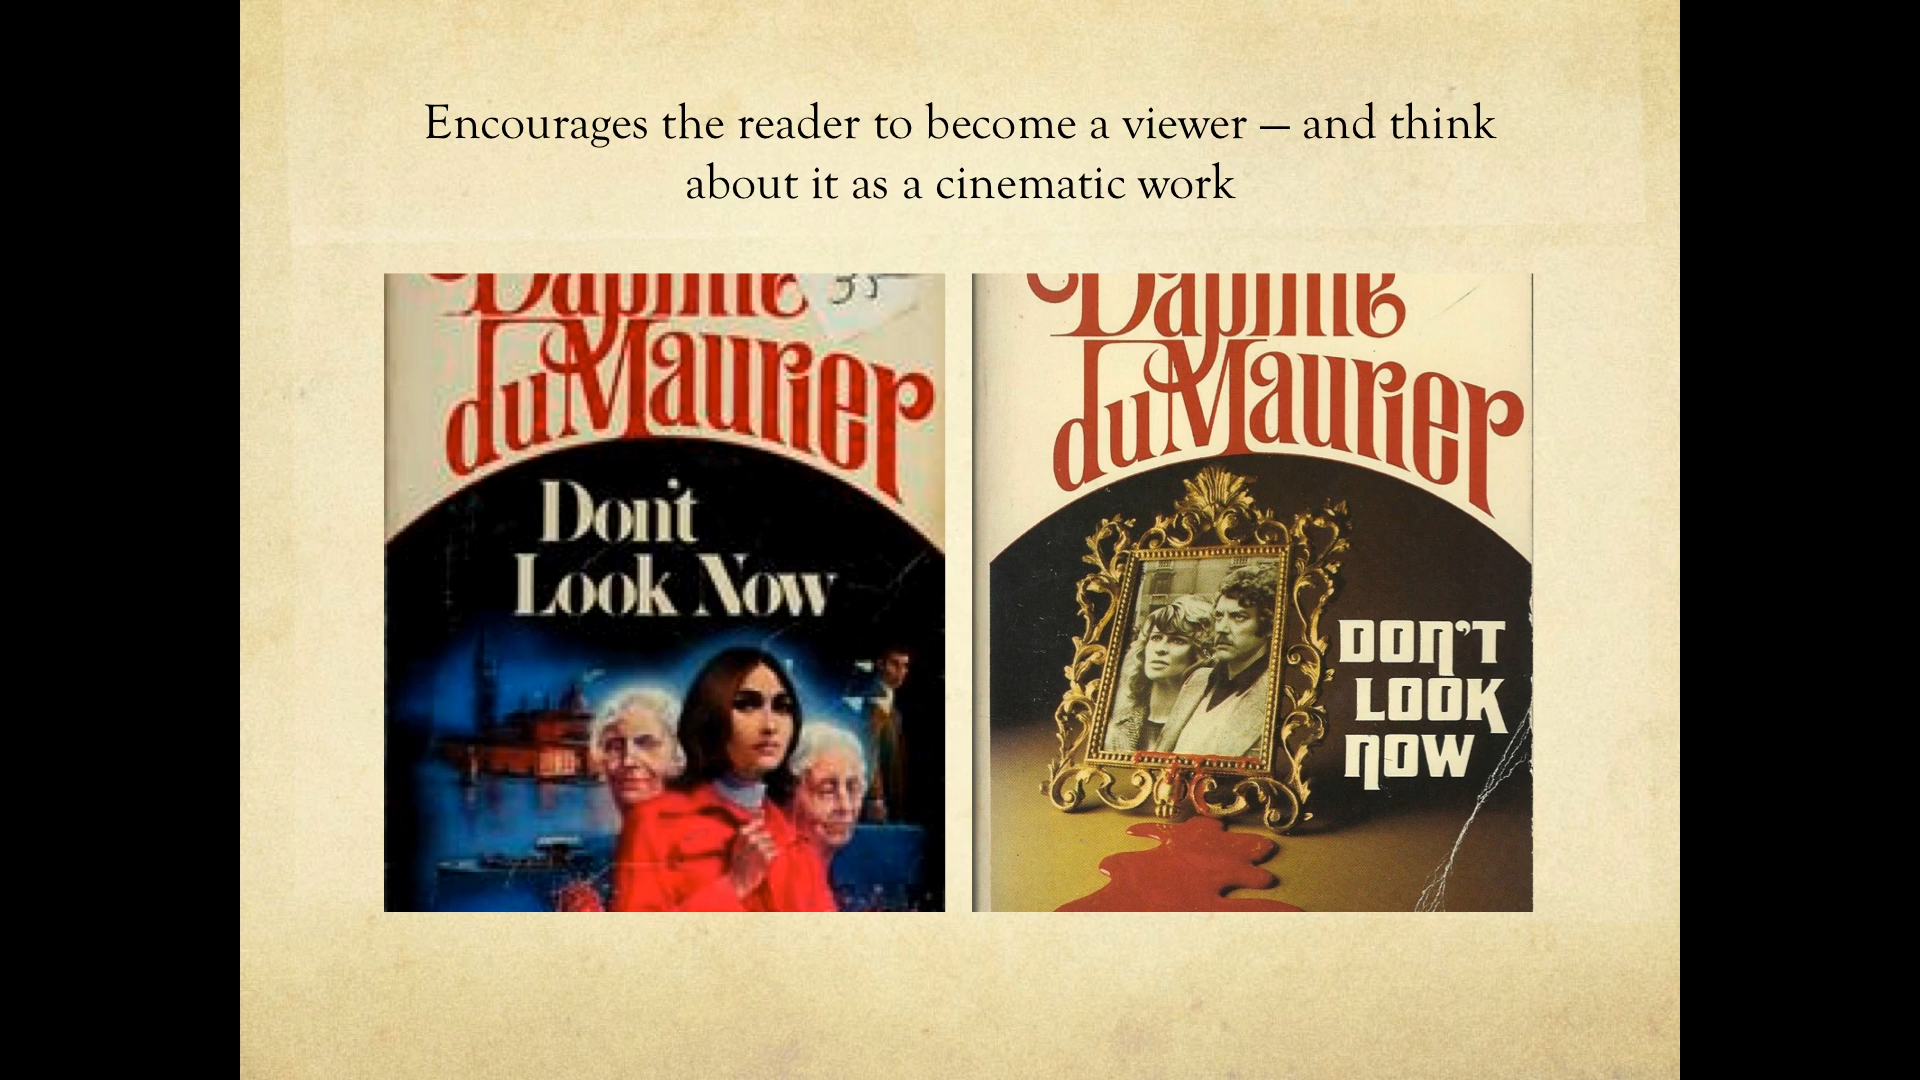 Encourages the reader to become a viewer — and think
about it as a cinematic work
Daphne
du Maurier
Don't
Look Now
Daphne
du Maurier
DON'T
LOOK
NOW